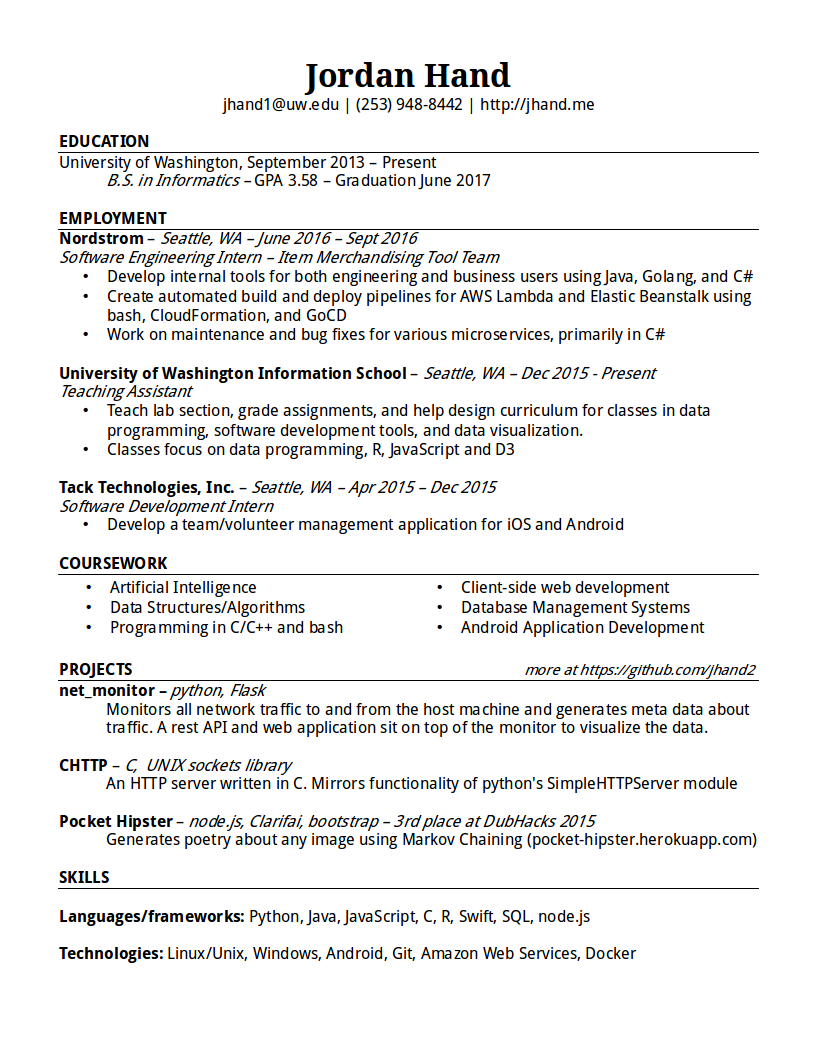 Jordan Hand
jhand1@uw.edu | (253) 948-8442 | http://jhand.me
EDUCATION
University of Washington, September 2013 – Present
B.S. in Informatics – GPA 3.58 – Graduation June 2017
EMPLOYMENT
Nordstrom – Seattle, WA – June 2016 – Sept 2016
Software Engineering Intern – Item Merchandising Tool Team
• Develop internal tools for both engineering and business users using Java, Golang, and C#
• Create automated build and deploy pipelines for AWS Lambda and Elastic Beanstalk using
bash, CloudFormation, and GoCD
• Work on maintenance and bug fixes for various microservices, primarily in C#
University of Washington Information School – Seattle, WA – Dec 2015 - Present
Teaching Assistant
• Teach lab section, grade assignments, and help design curriculum for classes in data
programming, software development tools, and data visualization.
• Classes focus on data programming, R, JavaScript and D3
Tack Technologies, Inc. – Seattle, WA – Apr 2015 – Dec 2015
Software Development Intern
• Develop a team/volunteer management application for iOS and Android
COURSEWORK
• Artificial Intelligence
• Data Structures/Algorithms
• Programming in C/C++ and bash
• Client-side web development
• Database Management Systems
• Android Application Development
PROJECTS more at https://github.com/jhand2
net_monitor – python, Flask
Monitors all network traffic to and from the host machine and generates meta data about
traffic. A rest API and web application sit on top of the monitor to visualize the data.
CHTTP – C, UNIX sockets library
An HTTP server written in C. Mirrors functionality of python's SimpleHTTPServer module
Pocket Hipster – node.js, Clarifai, bootstrap – 3rd place at DubHacks 2015
Generates poetry about any image using Markov Chaining (pocket-hipster.herokuapp.com)
SKILLS
Languages/frameworks: Python, Java, JavaScript, C, R, Swift, SQL, node.js
Technologies: Linux/Unix, Windows, Android, Git, Amazon Web Services, Docker